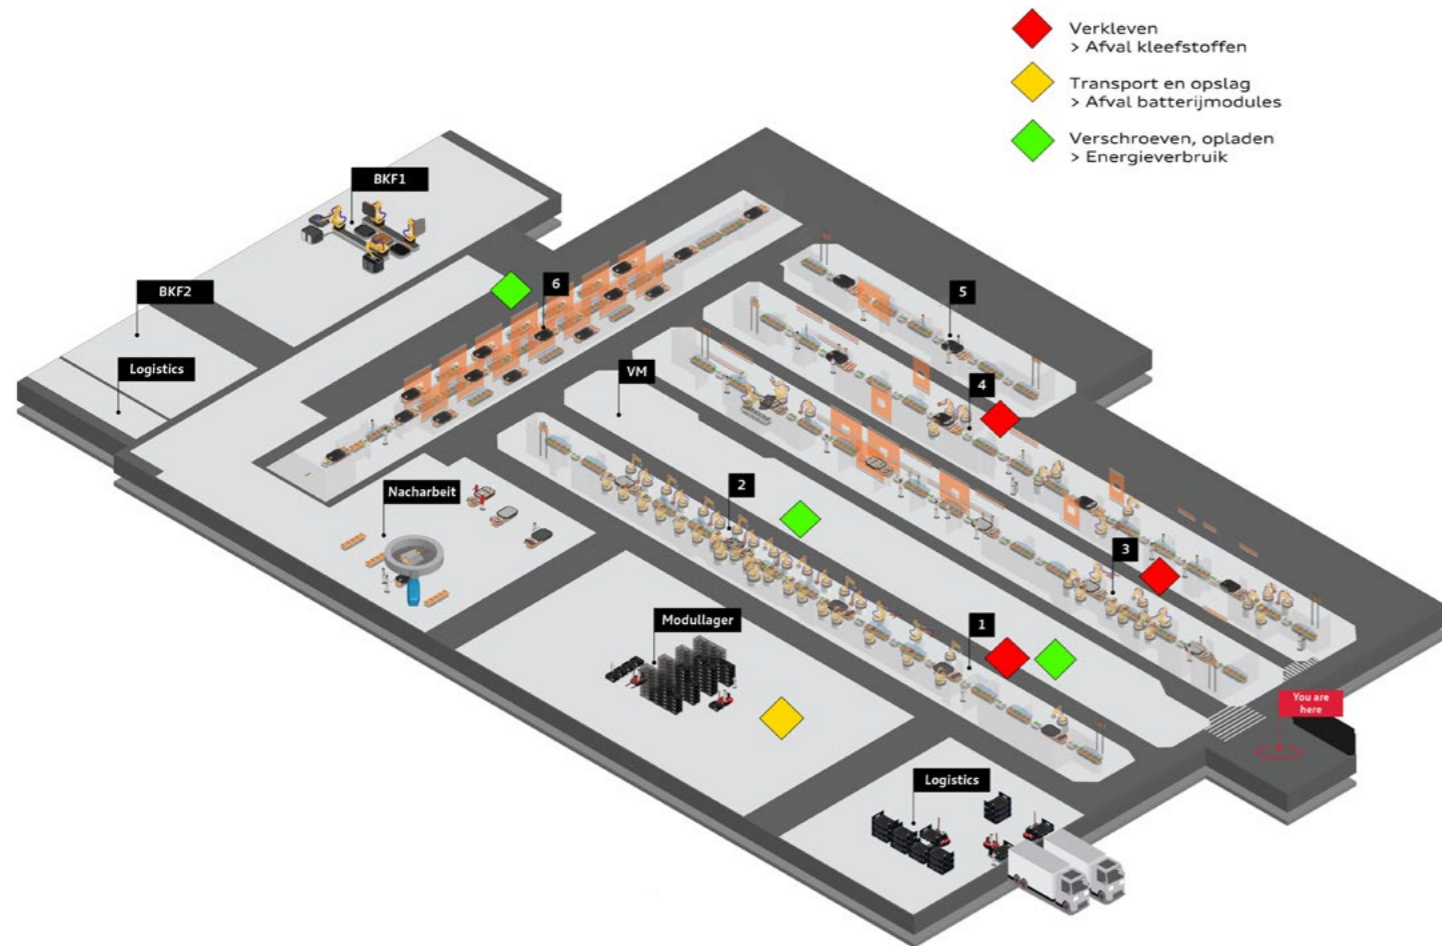 Verkleven
> Afval kleefstoffen
Transport en opslag
> Afval batterijmodules
Verschroeven, opladen
> Energieverbruik
BKF1
BKF2
Logistics
6
5
VM
4
Nacharbeit
2
3
Modullager
1
You are
here
Logistics